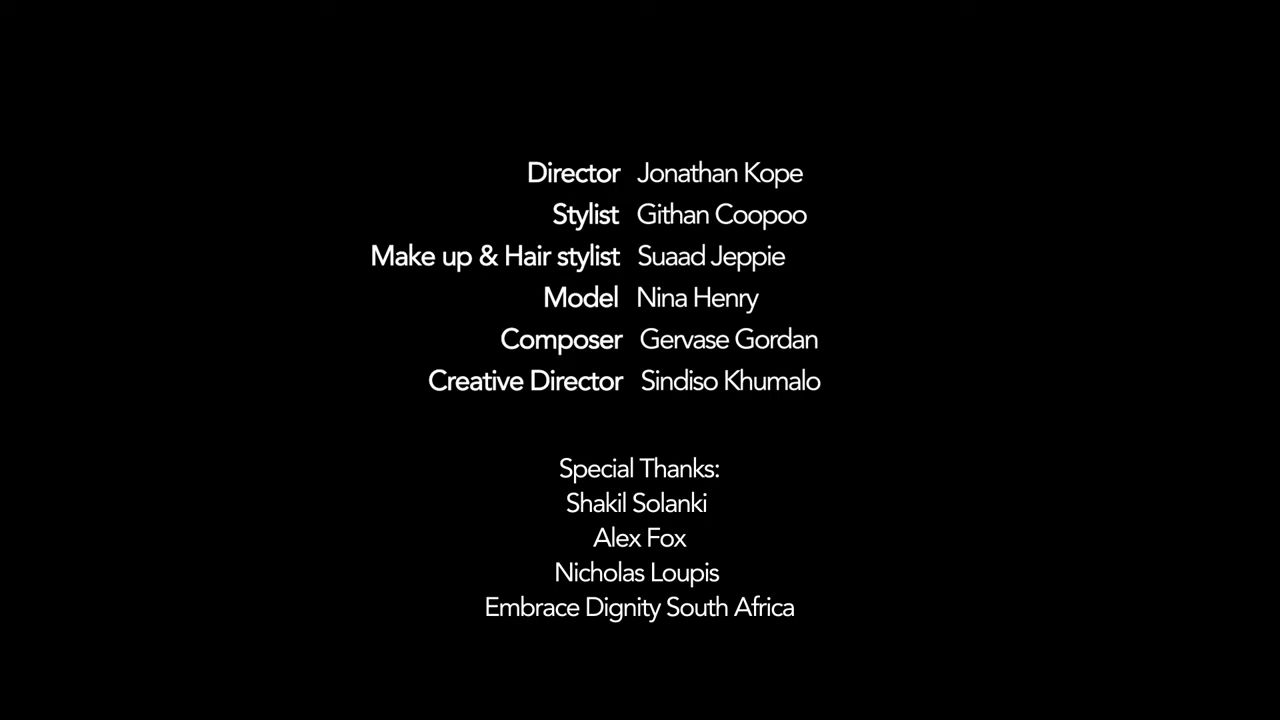 Director Jonathan Kope
Stylist Githan Coopoo
Make up & Hair stylist Suaad Jeppie
Model Nina Henry
Composer Gervase Gordan
Creative Director Sindiso Khumalo
Special Thanks:
Shakil Solanki
Alex Fox
Nicholas Loupis
Embrace Dignity South Africa